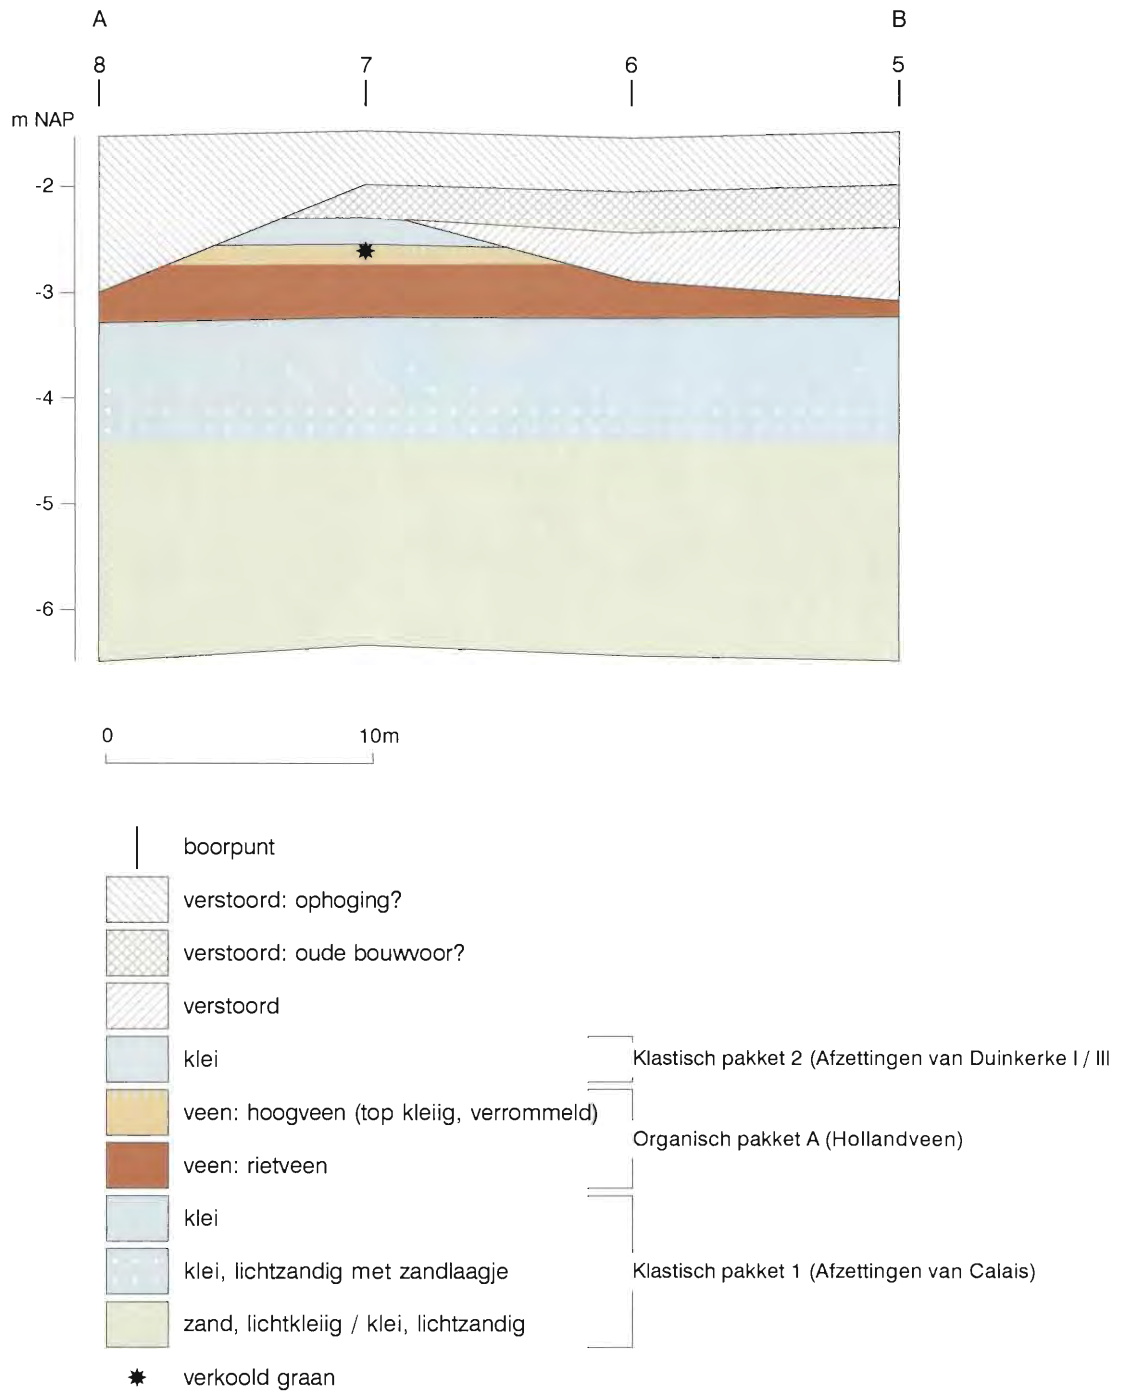 A B
8 7 6 5
m NAP
-2
-3
-4
-5
-6
0 10m
boorpunt
verstoord: ophoging?
verstoord: oude bouwvoor?
verstoord
klei Klastisch pakket 2 (Afzettingen van Duinkerke I / III
veen: hoogveen (top kleiig, verrommeld)
Organisch pakket A (Hollandveen)
veen: rietveen
klei
klei, lichtzandig met zandlaagje Klastisch pakket 1 (Afzettingen van Calais)
zand, lichtkleiig / klei, lichtzandig
verkoold graan